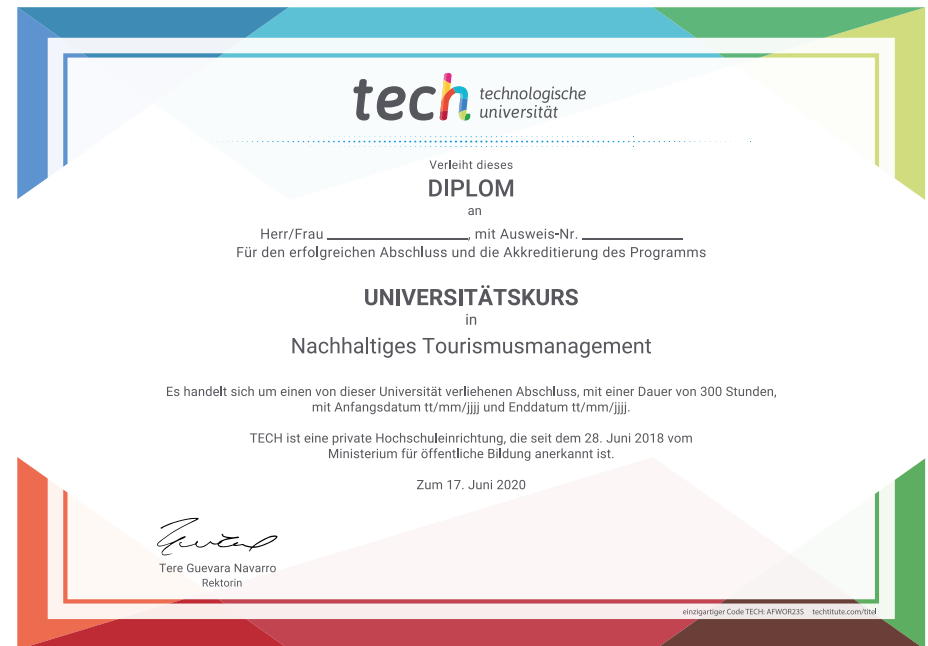 tech technologische
universität
Verleiht dieses
DIPLOM
an
Herr/Frau ____________, mit Ausweis-Nr. ____________
Für den erfolgreichen Abschluss und die Akkreditierung des Programms
UNIVERSITÄTSKURS
in
Nachhaltiges Tourismusmanagement
Es handelt sich um einen von dieser Universität verliehenen Abschluss, mit einer Dauer von 300 Stunden,
mit Anfangsdatum tt/mm/jjjj und Enddatum tt/mm/jjjj.
TECH ist eine private Hochschuleinrichtung, die seit dem 28. Juni 2018 vom
Ministerium für öffentliche Bildung anerkannt ist.
Zum 17. Juni 2020
Tere Guevara Navarro
Rektorin
einzigartiger Code TECH: AFWOR23S techtitute.com/titel